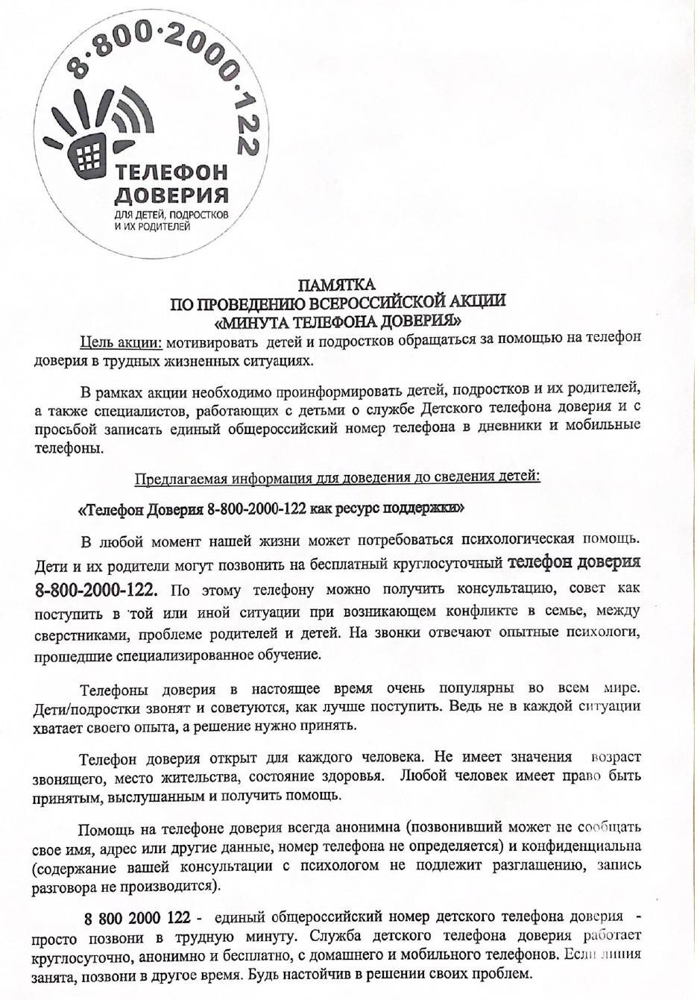 8·800·2000·122
ТЕЛЕФОН
ДОВЕРИЯ
ДЛЯ ДЕТЕЙ, ПОДРОСТКОВ
И ИХ РОДИТЕЛЕЙ
ПАМЯТКА
ПО ПРОВЕДЕНИЮ ВСЕРОССИЙСКОЙ АКЦИИ
«МИНУТА ТЕЛЕФОНА ДОВЕРИЯ»
Цель акции: мотивировать детей и подростков обращаться за помощью на телефон
доверия в трудных жизненных ситуациях.
В рамках акции необходимо проинформировать детей, подростков и их родителей,
а также специалистов, работающих с детьми о службе Детского телефона доверия и с
просьбой записать единый общероссийский номер телефона в дневники и мобильные
телефоны.
Предлагаемая информация для доведения до сведения детей:
«Телефон Доверия 8-800-2000-122 как ресурс поддержки»
В любой момент нашей жизни может потребоваться психологическая помощь.
Дети и их родители могут позвонить на бесплатный круглосуточный телефон доверия
8-800-2000-122. По этому телефону можно получить консультацию, совет как
поступить в той или иной ситуации при возникающем конфликте в семье, между
сверстниками, проблеме родителей и детей. На звонки отвечают опытные психологи,
прошедшие специализированное обучение.
Телефоны доверия в настоящее время очень популярны во всем мире.
Дети/подростки звонят и советуются, как лучше поступить. Ведь не в каждой ситуации
хватает своего опыта, а решение нужно принять.
Телефон доверия открыт для каждого человека. Не имеет значения возраст
звонящего, место жительства, состояние здоровья. Любой человек имеет право быть
принятым, выслушанным и получить помощь.
Помощь на телефоне доверия всегда анонимна (позвонивший может не сообщать
свое имя, адрес или другие данные, номер телефона не определяется) и конфиденциальна
(содержание вашей консультации с психологом не подлежит разглашению, запись
разговора не производится).
8 800 2000 122 - единый общероссийский номер детского телефона доверия -
просто позвони в трудную минуту. Служба детского телефона доверия работает
круглосуточно, анонимно и бесплатно, с домашнего и мобильного телефонов. Если линия
занята, позвони в другое время. Будь настойчив в решении своих проблем.